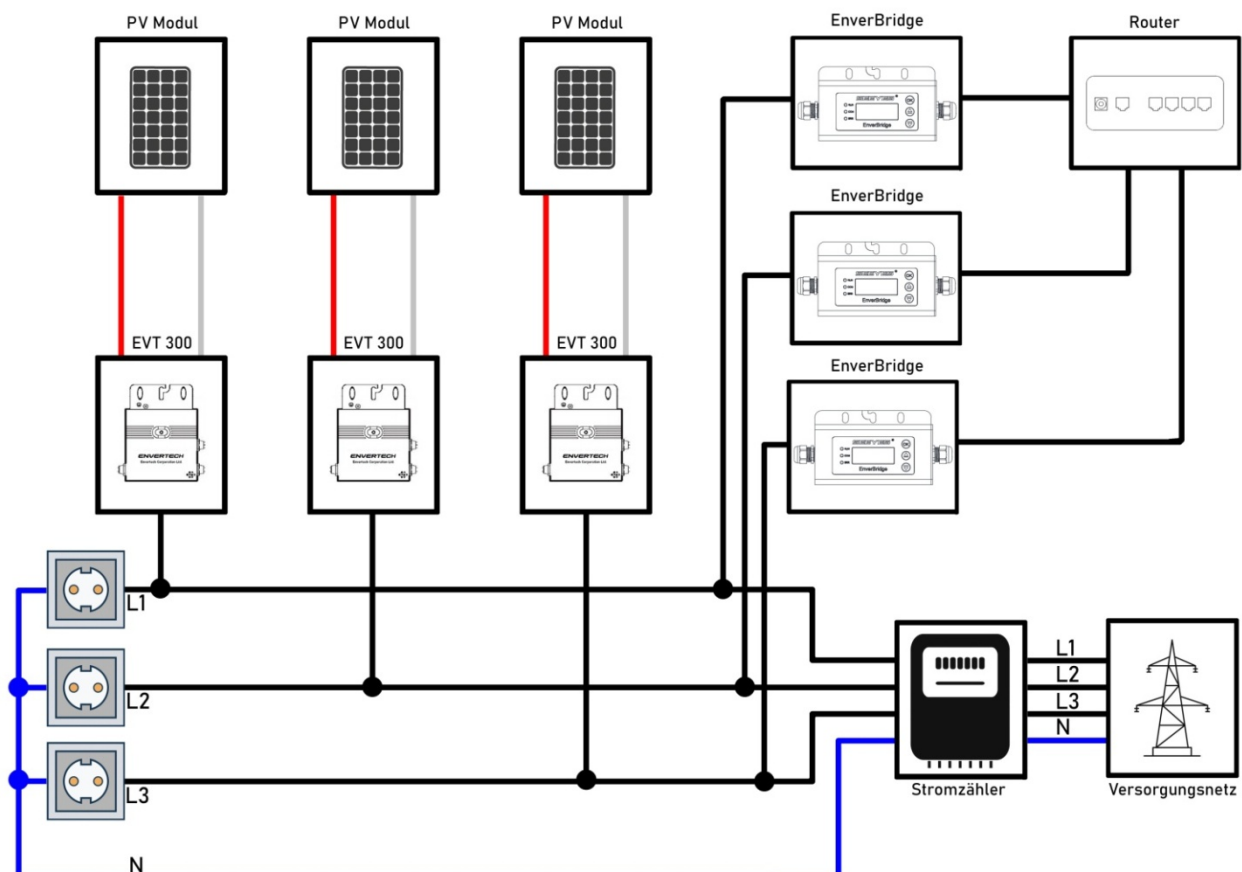 PV Modul
PV Modul
PV Modul
EnverBridge
Router
EnverBridge
EnverBridge
EnverBridge
EnverBridge
EnverBridge
EVT 300
EVT 300
EVT 300
ENVERTECH
ENVERTECH
ENVERTECH
L1
L2
L3
N
L1
L2
L3
N
Stromzähler
Versorgungsnetz